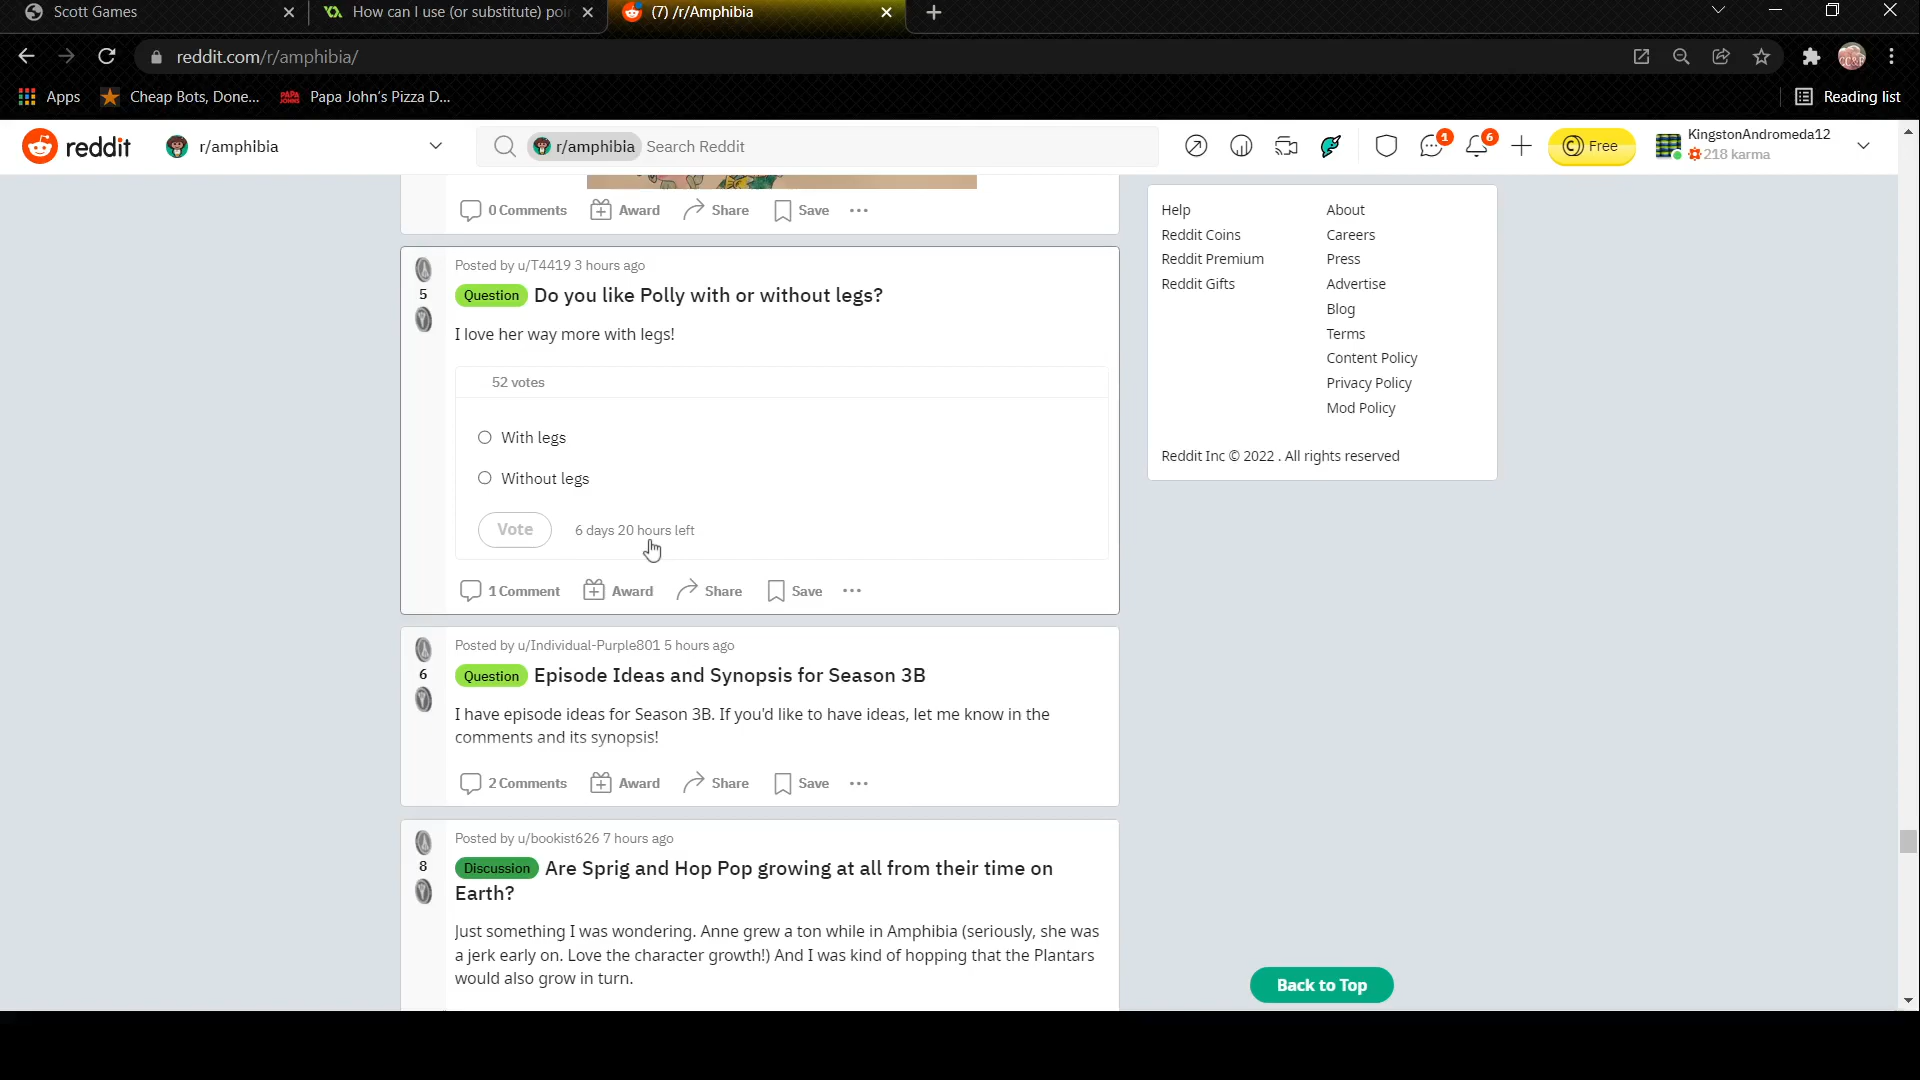 Scott Games
How can I use (or substitute) poi
(7) /r/Amphibia
reddit.com/r/amphibia/
Apps
Cheap Bots, Done...
PAPA JOHNS
Papa John's Pizza D...
Reading list
reddit
r/amphibia
r/amphibia Search Reddit
1
6
Free
KingstonAndromeda12
218 karma
0 Comments Award Share Save
Help
Reddit Coins
Reddit Premium
Reddit Gifts
About
Careers
Press
Advertise
Blog
Terms
Content Policy
Privacy Policy
Mod Policy
Reddit Inc © 2022 . All rights reserved
5
Posted by u/T4419 3 hours ago
Question Do you like Polly with or without legs?
I love her way more with legs!
52 votes
With legs
Without legs
Vote 6 days 20 hours left
1 Comment Award Share Save
6
Posted by u/Individual-Purple801 5 hours ago
Question Episode Ideas and Synopsis for Season 3B
I have episode ideas for Season 3B. If you'd like to have ideas, let me know in the
comments and its synopsis!
2 Comments Award Share Save
8
Posted by u/bookist626 7 hours ago
Discussion Are Sprig and Hop Pop growing at all from their time on
Earth?
Just something I was wondering. Anne grew a ton while in Amphibia (seriously, she was
a jerk early on. Love the character growth!) And I was kind of hopping that the Plantars
would also grow in turn.
Back to Top